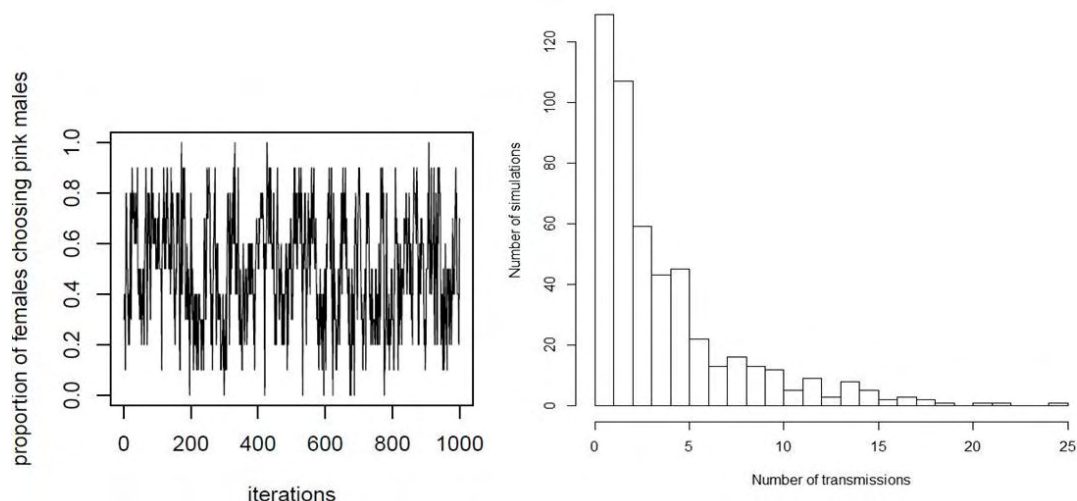 proportion of females choosing pink males
1.0
0.8
0.6
0.4
0.2
0.0
0 200 400 600 800 1000
iterations
Number of simulations
120
100
80
60
40
20
0
0 5 10 15 20 25
Number of transmissions